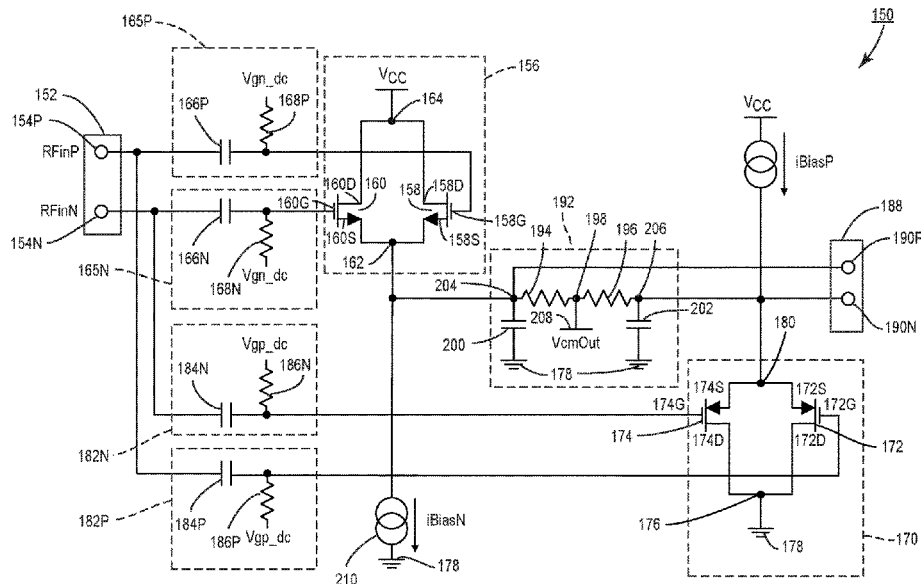 150
165P
156
VCC
VCC
Vgn_dc
164
152
166P
168P
154P
iBiasP
RFinP
160D
160
158
158D
188
RFinN
160G
192
158G
160S
158S
190P
194
198
196
206
154N
166N
162
204
165N
168N
Vgn_dc
202
190N
208
200
VcmOut
180
Vgp_dc
178
184N
186N
174S
172S
174G
172G
174
174D
172D
172
182N
182P
184P
176
iBiasN
186P
Vgp_dc
178
178
170
210